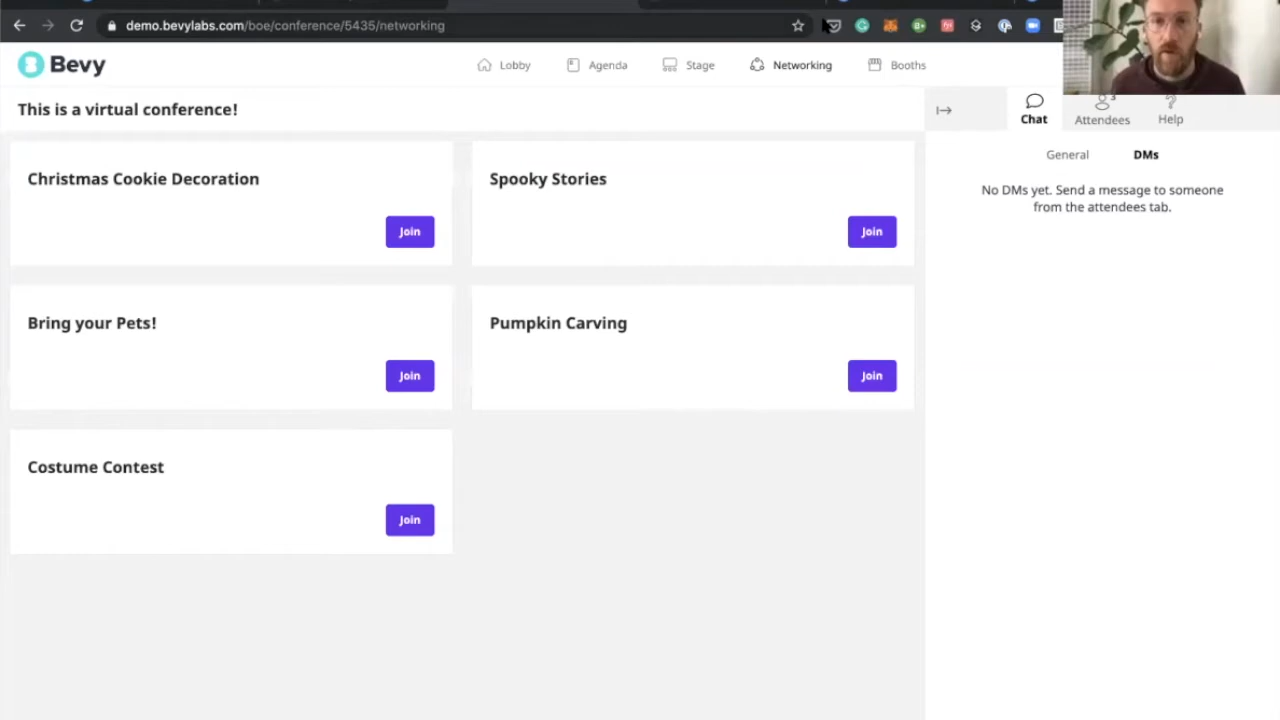 demo.bevylabs.com/boe/conference/5435/networking
Bevy
Lobby
Agenda
Stage
Networking
Booths
This is a virtual conference!
Chat
3
Attendees
Help
General
DMs
No DMs yet. Send a message to someone
from the attendees tab.
Christmas Cookie Decoration
Join
Spooky Stories
Join
Bring your Pets!
Join
Pumpkin Carving
Join
Costume Contest
Join